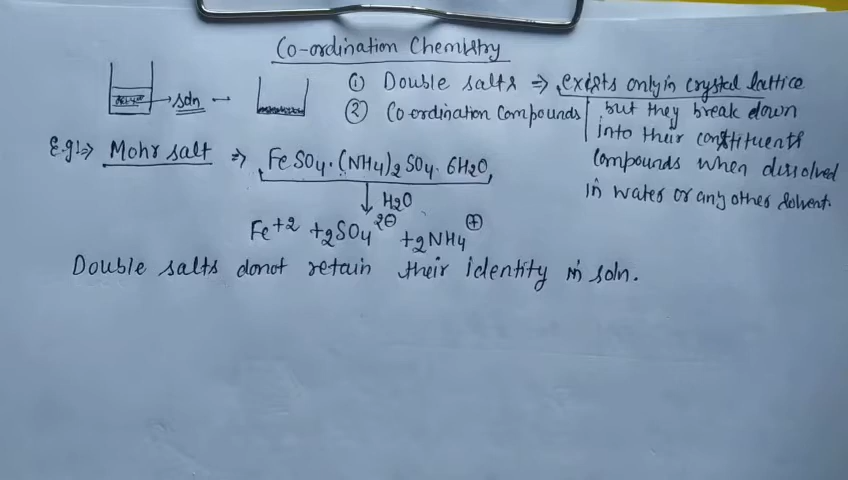 Co-ordination Chemistry
→ soln →
① Double salts ⇒ exists only in crystal lattice
② Co-ordination Compounds
but they break down
into their constituents
compounds when dissolved
in water or any other solvent.
E.g:⇒ Mohr salt ⇒ FeSO4·(NH4)2SO4·6H2O
↓ H2O
Fe+2 + 2SO4 2⊖ + 2NH4 ⊕
Double salts donot retain their identity in soln.